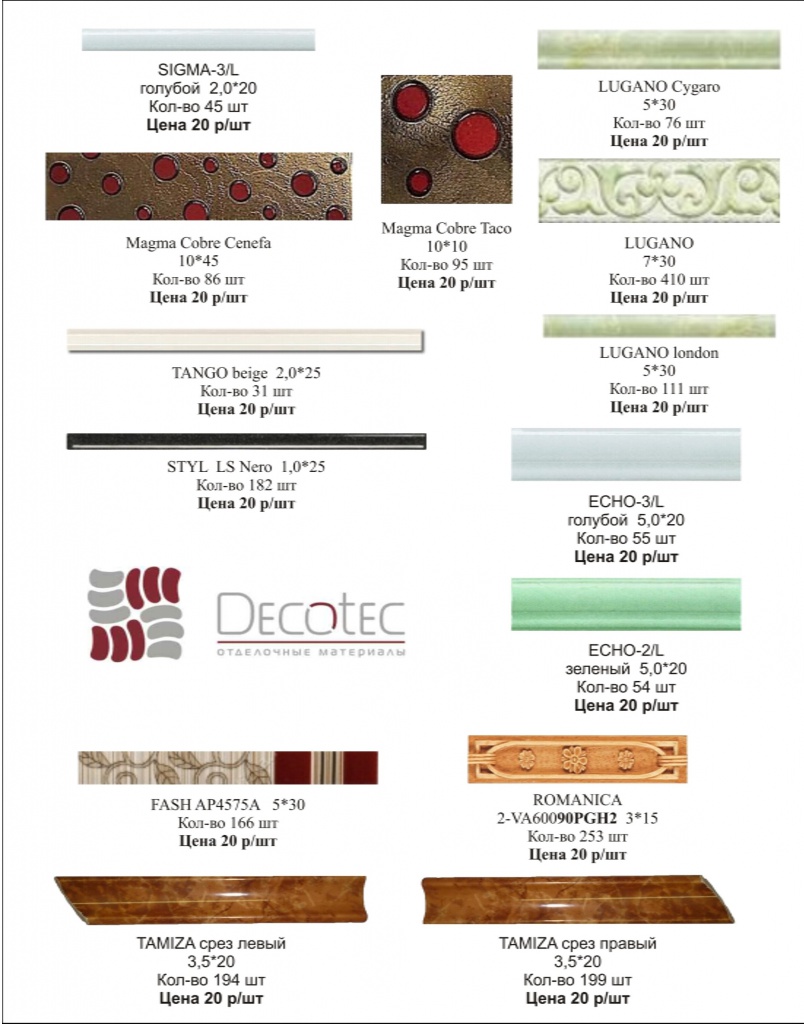 SIGMA-3/L
голубой 2,0*20
Кол-во 45 шт
Цена 20 р/шт
LUGANO Cygaro
5*30
Кол-во 76 шт
Цена 20 р/шт
Magma Cobre Cenefa
10*45
Кол-во 86 шт
Цена 20 р/шт
Magma Cobre Taco
10*10
Кол-во 95 шт
Цена 20 р/шт
LUGANO
7*30
Кол-во 410 шт
Цена 20 р/шт
TANGO beige 2,0*25
Кол-во 31 шт
Цена 20 р/шт
LUGANO london
5*30
Кол-во 111 шт
Цена 20 р/шт
STYL LS Nero 1,0*25
Кол-во 182 шт
Цена 20 р/шт
ECHO-3/L
голубой 5,0*20
Кол-во 55 шт
Цена 20 р/шт
Decotec
отделочные материалы
ECHO-2/L
зеленый 5,0*20
Кол-во 54 шт
Цена 20 р/шт
FASH AP4575A 5*30
Кол-во 166 шт
Цена 20 р/шт
ROMANICA
2-VA60090PGH2 3*15
Кол-во 253 шт
Цена 20 р/шт
TAMIZA срез левый
3,5*20
Кол-во 194 шт
Цена 20 р/шт
TAMIZA срез правый
3,5*20
Кол-во 199 шт
Цена 20 р/шт